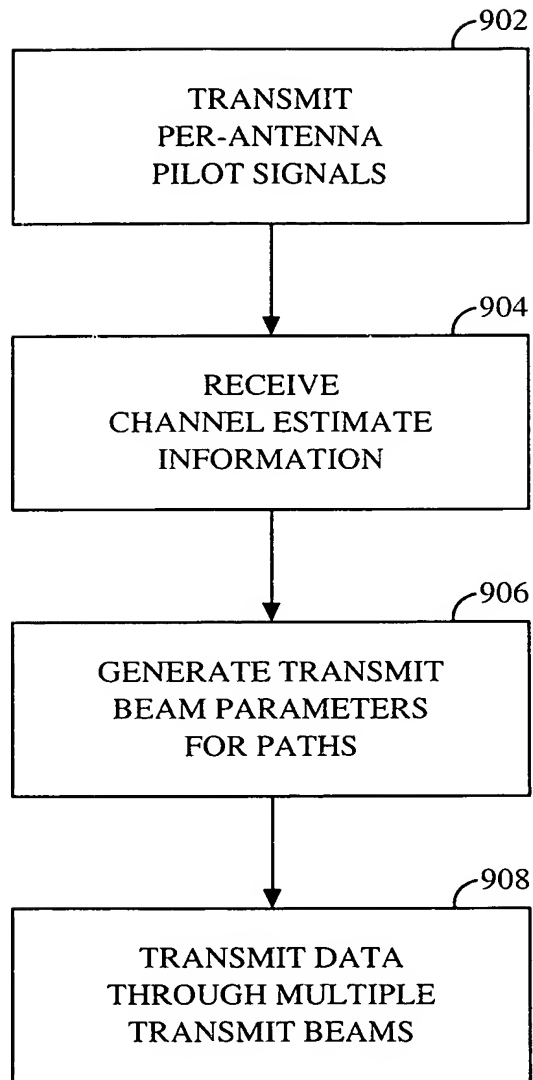 902
TRANSMIT
PER-ANTENNA
PILOT SIGNALS
904
RECEIVE
CHANNEL ESTIMATE
INFORMATION
906
GENERATE TRANSMIT
BEAM PARAMETERS
FOR PATHS
908
TRANSMIT DATA
THROUGH MULTIPLE
TRANSMIT BEAMS